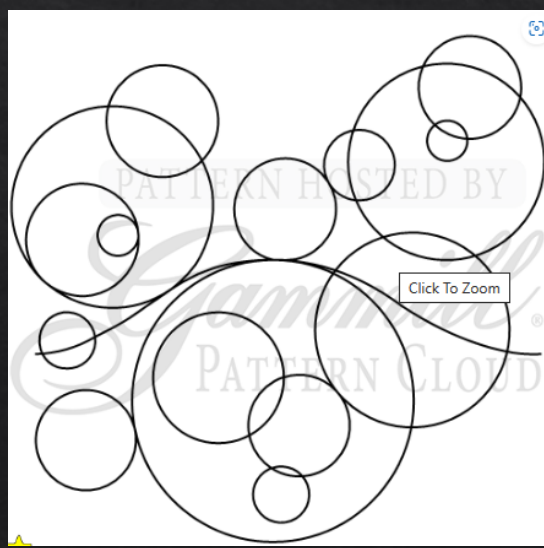 PATTERN HOSTED BY
Gammill®
Click To Zoom
PATTERN CLOUD